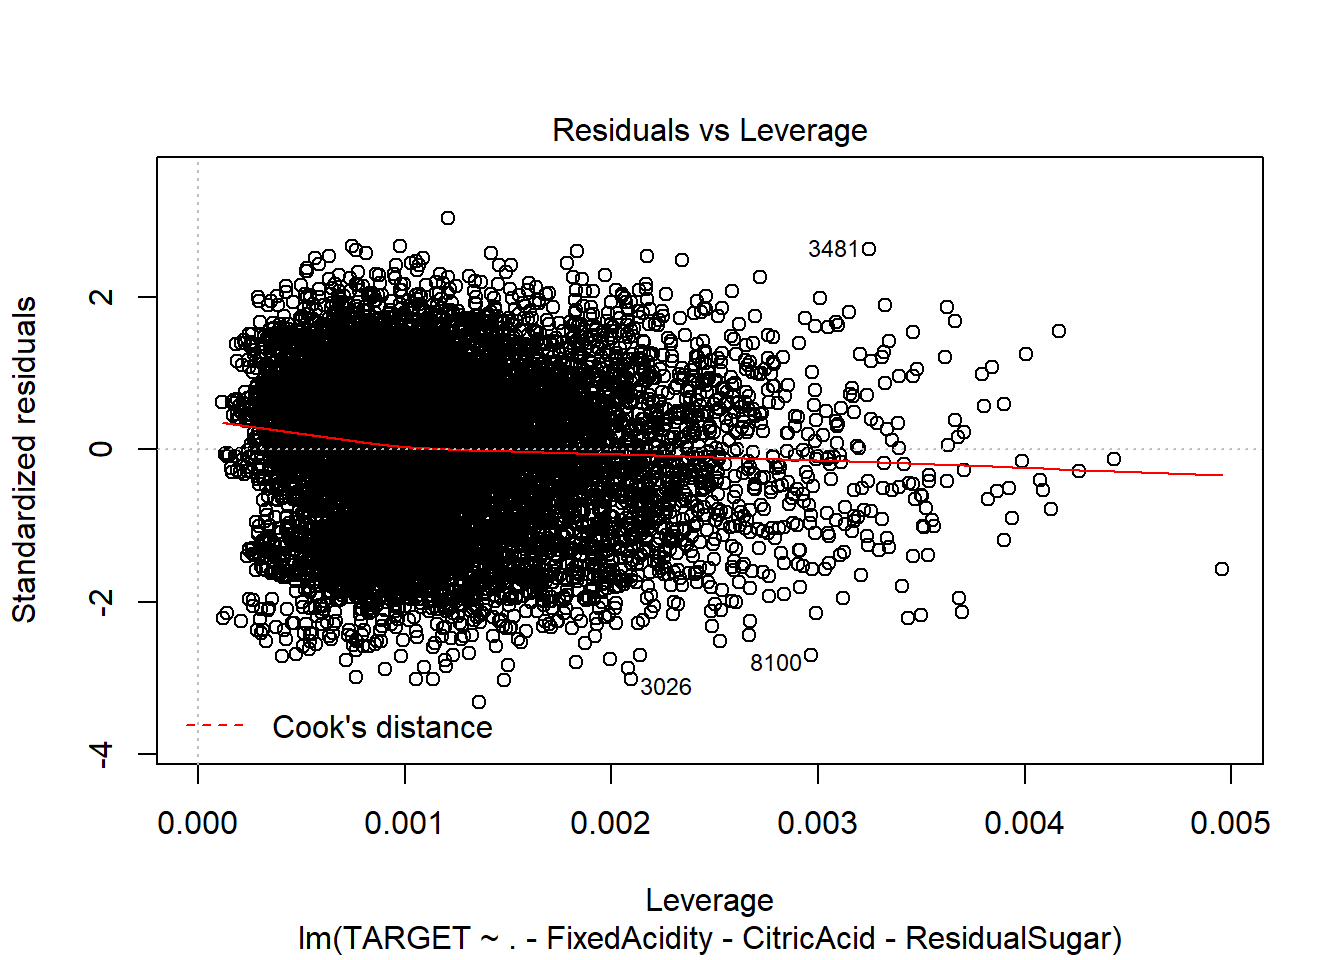 Residuals vs Leverage
Standardized residuals
2
0
-2
-4
3481
8100
3026
Cook's distance
0.000 0.001 0.002 0.003 0.004 0.005
Leverage
lm(TARGET ~ . - FixedAcidity - CitricAcid - ResidualSugar)